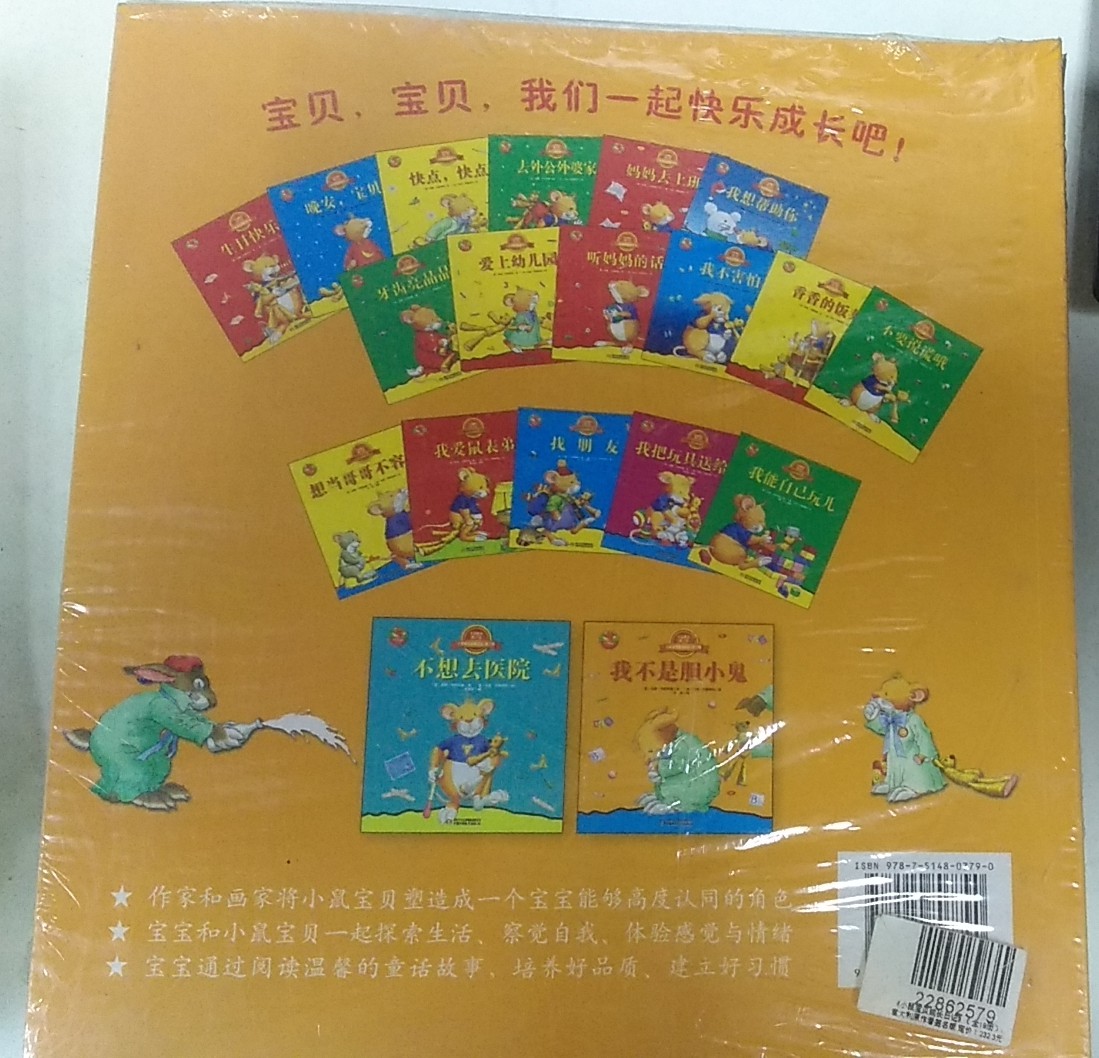 宝贝，宝贝，我们一起快乐成长吧！
生日快乐
晚安，宝贝
快点，快点
去外公外婆家
妈妈去上班
我想帮助你
牙齿亮晶晶
爱上幼儿园
听妈妈的话
我不害怕
香香的饭
不要说谎哦
想当哥哥不容
我爱鼠表弟
找朋友
我把玩具送给
我能自己玩儿
不想去医院
我不是胆小鬼
★ 作家和画家将小鼠宝贝塑造成一个宝宝能够高度认同的角色
★ 宝宝和小鼠宝贝一起探索生活、察觉自我、体验感觉与情绪
★ 宝宝通过阅读温馨的童话故事、培养好品质、建立好习惯
ISBN 978-7-5148-0779-0
9
22862579